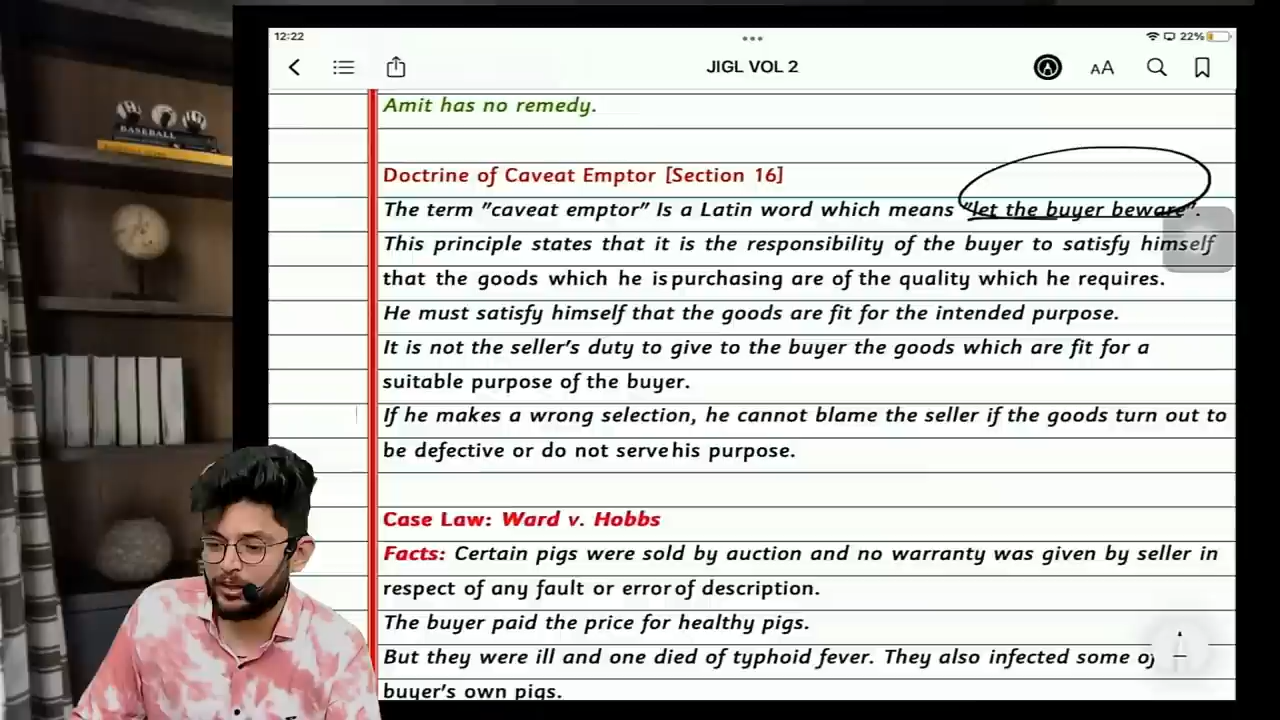 12:22
22%
JIGL VOL 2
AA
Amit has no remedy.
Doctrine of Caveat Emptor [Section 16]
The term "caveat emptor" Is a Latin word which means "let the buyer beware".
This principle states that it is the responsibility of the buyer to satisfy himself
that the goods which he is purchasing are of the quality which he requires.
He must satisfy himself that the goods are fit for the intended purpose.
It is not the seller's duty to give to the buyer the goods which are fit for a
suitable purpose of the buyer.
If he makes a wrong selection, he cannot blame the seller if the goods turn out to
be defective or do not serve his purpose.
Case Law: Ward v. Hobbs
Facts: Certain pigs were sold by auction and no warranty was given by seller in
respect of any fault or error of description.
The buyer paid the price for healthy pigs.
But they were ill and one died of typhoid fever. They also infected some of
buyer's own pigs.
BASEBALL